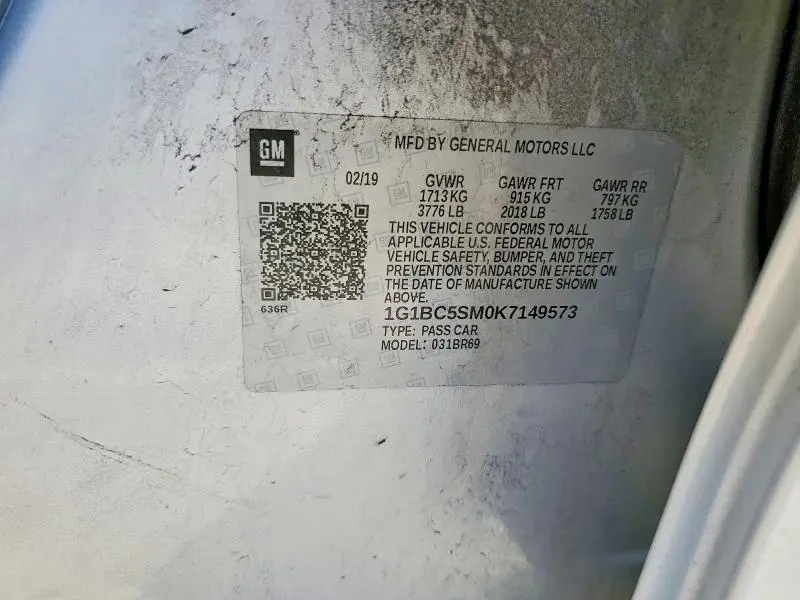 GM
MFD BY GENERAL MOTORS LLC
02/19 GVWR GAWR FRT GAWR RR
1713 KG 915 KG 797 KG
3776 LB 2018 LB 1758 LB
THIS VEHICLE CONFORMS TO ALL
APPLICABLE U.S. FEDERAL MOTOR
VEHICLE SAFETY, BUMPER, AND THEFT
PREVENTION STANDARDS IN EFFECT ON
THE DATE OF MANUFACTURE SHOWN
ABOVE.
636R
1G1BC5SM0K7149573
TYPE: PASS CAR
MODEL: 031BR69